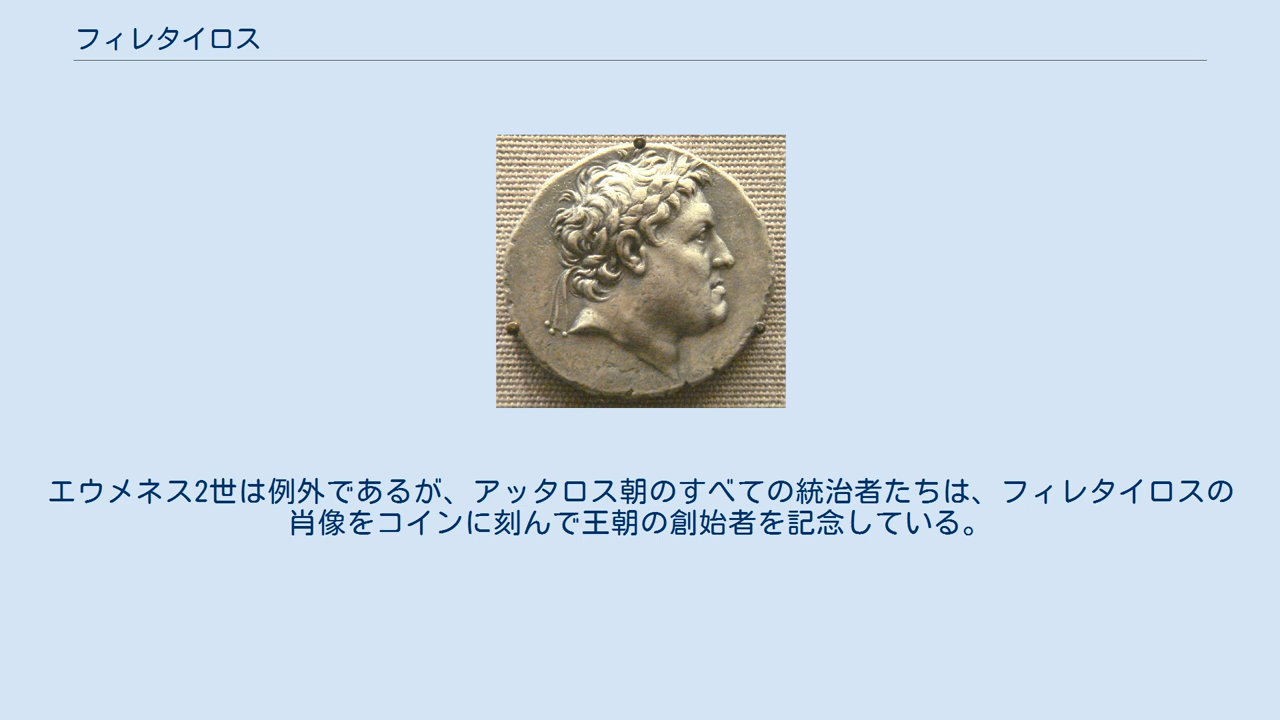 フィレタイロス
エウメネス2世は例外であるが、アッタロス朝のすべての統治者たちは、フィレタイロスの
肖像をコインに刻んで王朝の創始者を記念している。